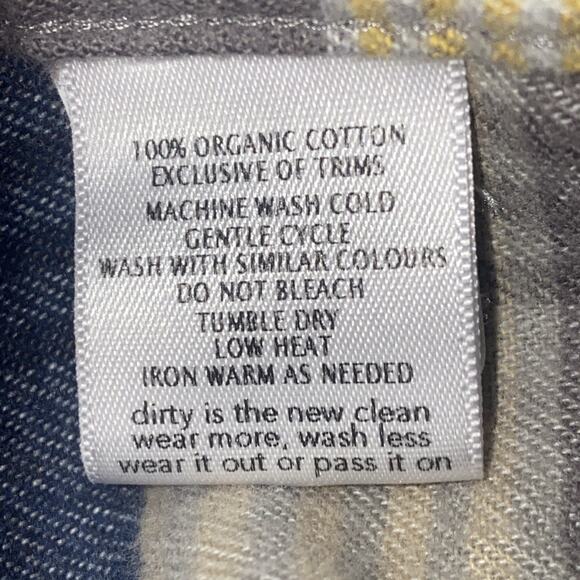 100% ORGANIC COTTON
EXCLUSIVE OF TRIMS
MACHINE WASH COLD
GENTLE CYCLE
WASH WITH SIMILAR COLOURS
DO NOT BLEACH
TUMBLE DRY
LOW HEAT
IRON WARM AS NEEDED
dirty is the new clean
wear more, wash less
wear it out or pass it on